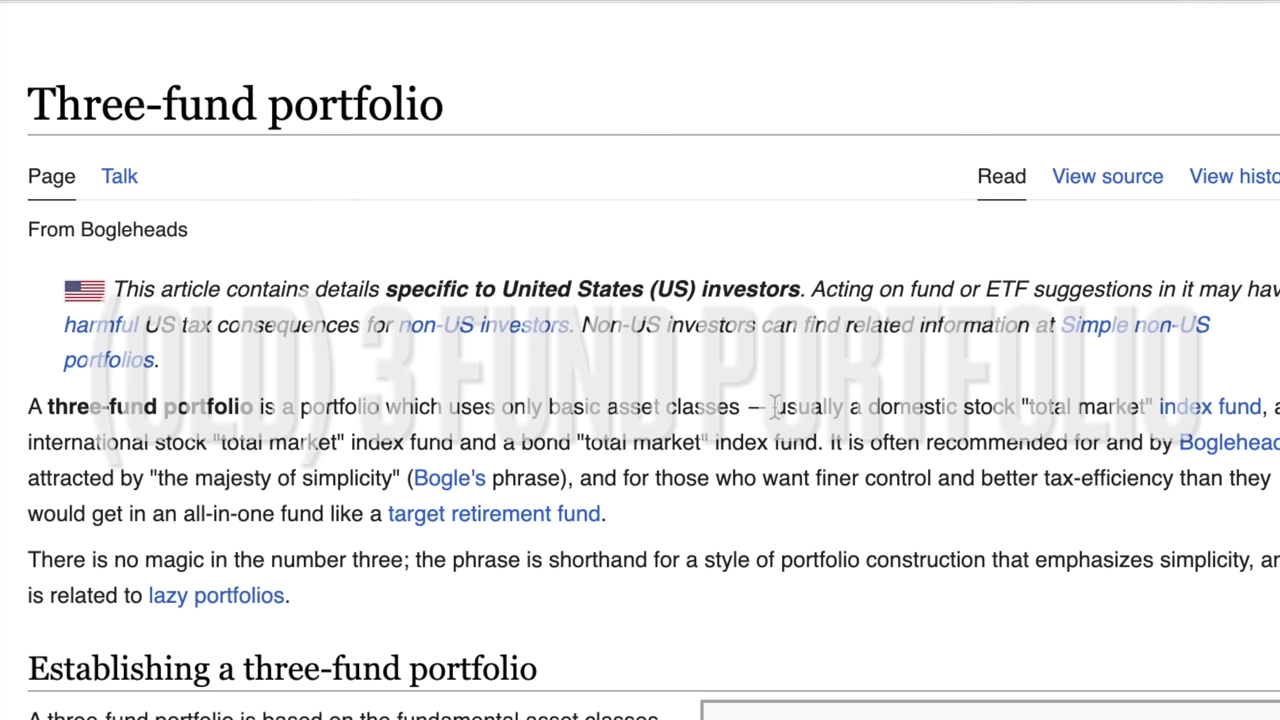 Three-fund portfolio
Page Talk Read View source View histo
From Bogleheads
This article contains details specific to United States (US) investors. Acting on fund or ETF suggestions in it may hav
harmful US tax consequences for non-US investors. Non-US investors can find related information at Simple non-US
portfolios.
(OLD) 3 FUND PORTFOLIO
A three-fund portfolio is a portfolio which uses only basic asset classes – usually a domestic stock "total market" index fund, a
international stock "total market" index fund and a bond "total market" index fund. It is often recommended for and by Boglehead
attracted by "the majesty of simplicity" (Bogle's phrase), and for those who want finer control and better tax-efficiency than they
would get in an all-in-one fund like a target retirement fund.
There is no magic in the number three; the phrase is shorthand for a style of portfolio construction that emphasizes simplicity, an
is related to lazy portfolios.
Establishing a three-fund portfolio
A three-fund portfolio is based on the fundamental asset classes